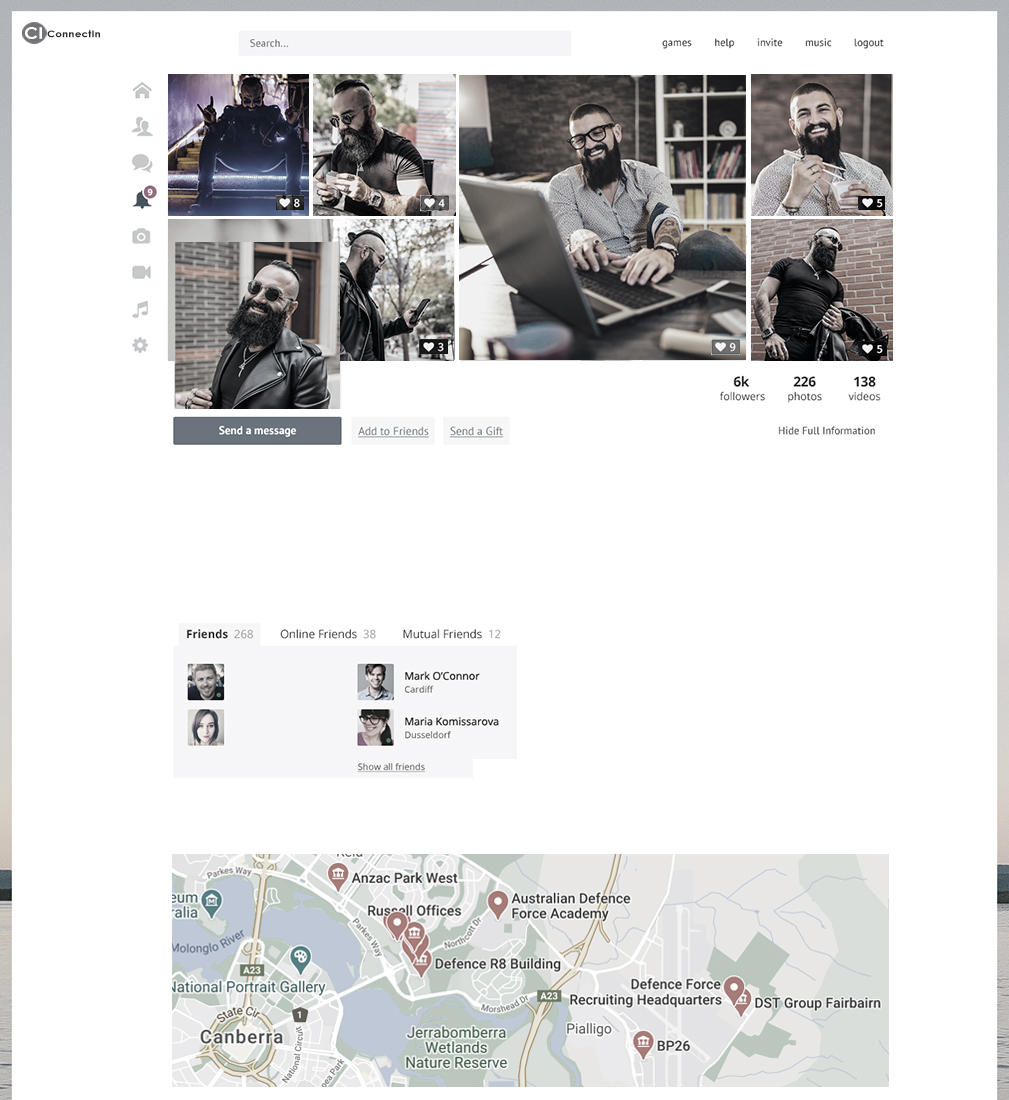 CI ConnectIn
Search...
games
help
invite
music
logout
8
4
9
5
9
3
5
6k
followers
226
photos
138
videos
Send a message
Add to Friends
Send a Gift
Hide Full Information
Friends 268
Online Friends 38
Mutual Friends 12
Mark O'Connor
Cardiff
Maria Komissarova
Dusseldorf
Show all friends
Parkes Way
Anzac Park West
Australian Defence
Force Academy
Russell Offices
Parkes Way
Northcott Dr
Molonglo River
A23
Defence R8 Building
National Portrait Gallery
Defence Force
Recruiting Headquarters
A23
DST Group Fairbairn
Morshead Dr
State Cir
1
Canberra
National Circuit
Jerrabomberra
Wetlands
Nature Reserve
Pialligo
BP26